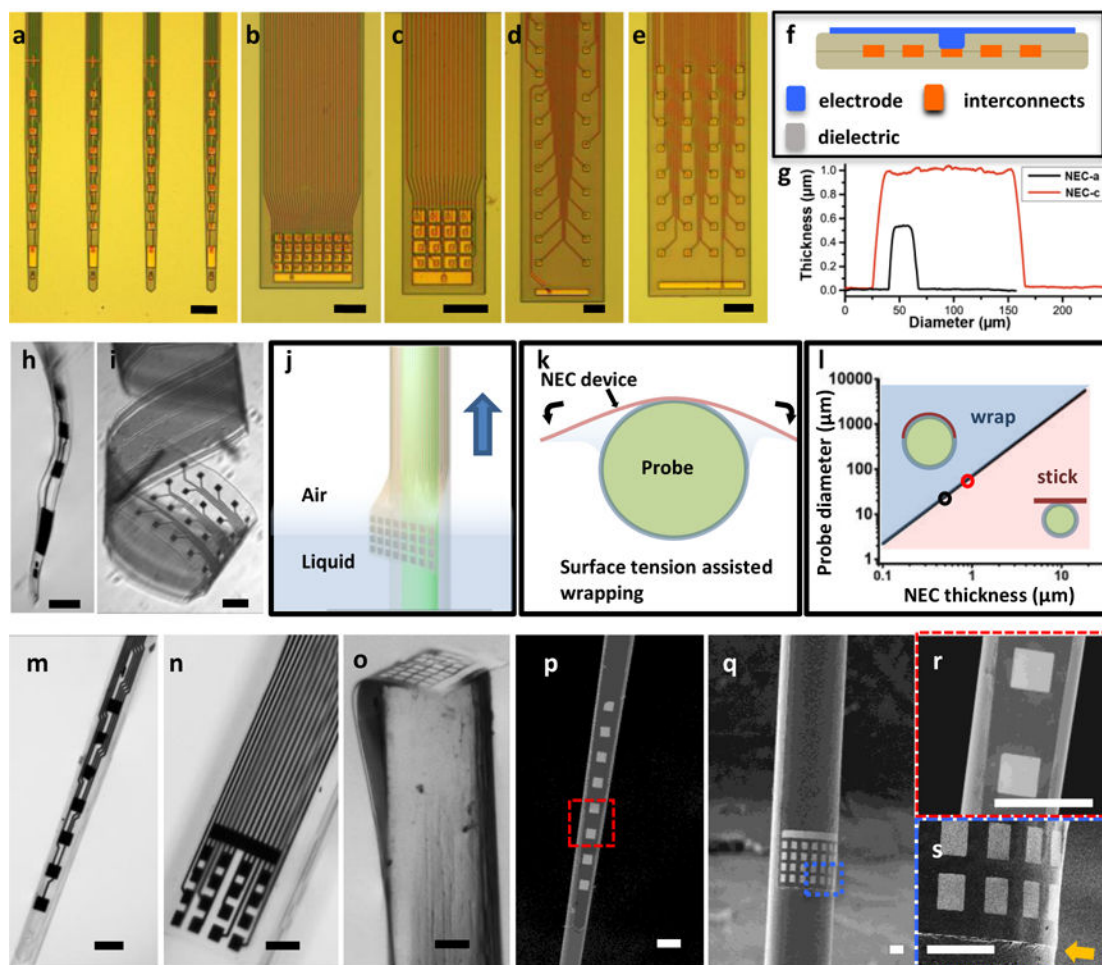 a
b
c
d
e
f
electrode
interconnects
dielectric
g
Thickness (µm)
1.0
0.8
0.6
0.4
0.2
0.0
NEC-a
NEC-c
0
50
100
150
200
Diameter (µm)
h
i
j
Air
Liquid
k
NEC device
Probe
Surface tension assisted
wrapping
l
Probe diameter (µm)
10000
1000
100
10
1
wrap
stick
0.1
1
10
NEC thickness (µm)
m
n
o
p
q
r
s